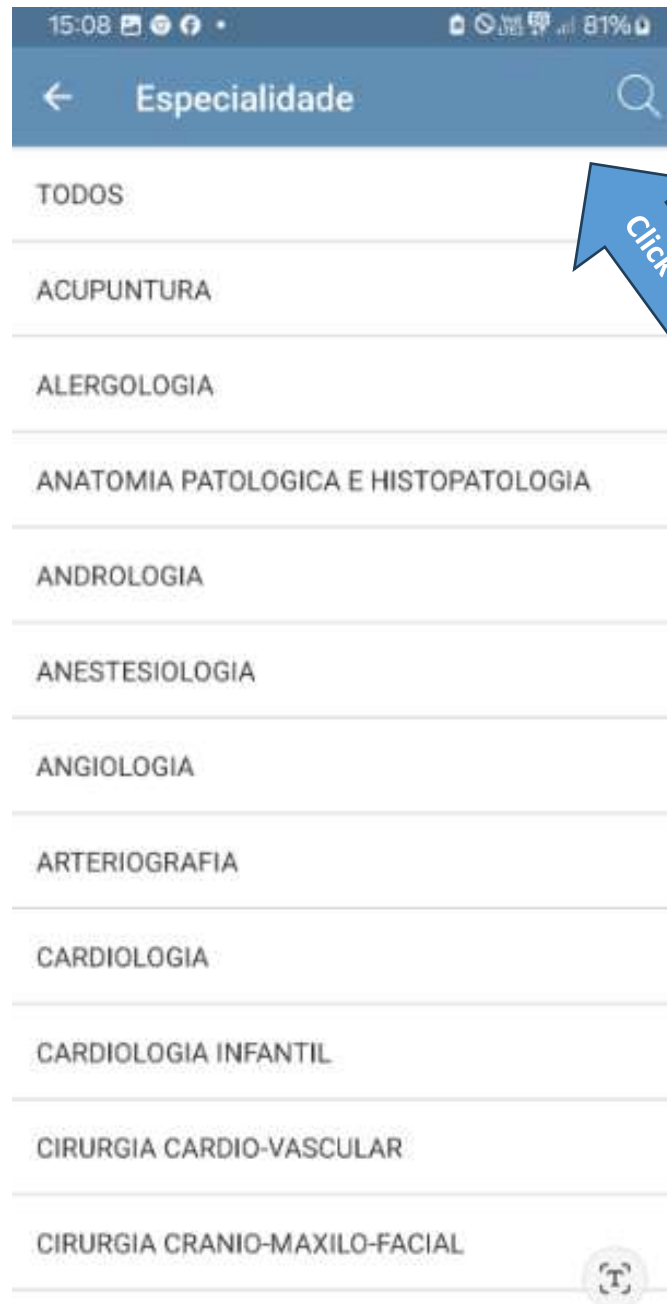 15:08
81%
Especialidade
TODOS
Click
ACUPUNTURA
ALERGOLOGIA
ANATOMIA PATOLOGICA E HISTOPATOLOGIA
ANDROLOGIA
ANESTESIOLOGIA
ANGIOLOGIA
ARTERIOGRAFIA
CARDIOLOGIA
CARDIOLOGIA INFANTIL
CIRURGIA CARDIO-VASCULAR
CIRURGIA CRANIO-MAXILO-FACIAL
T